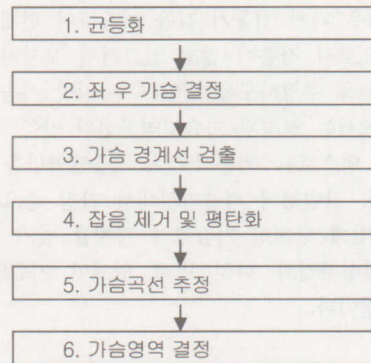 1. 균등화
2. 좌 우 가슴 결정
3. 가슴 경계선 검출
4. 잡음 제거 및 평탄화
5. 가슴곡선 추정
6. 가슴영역 결정